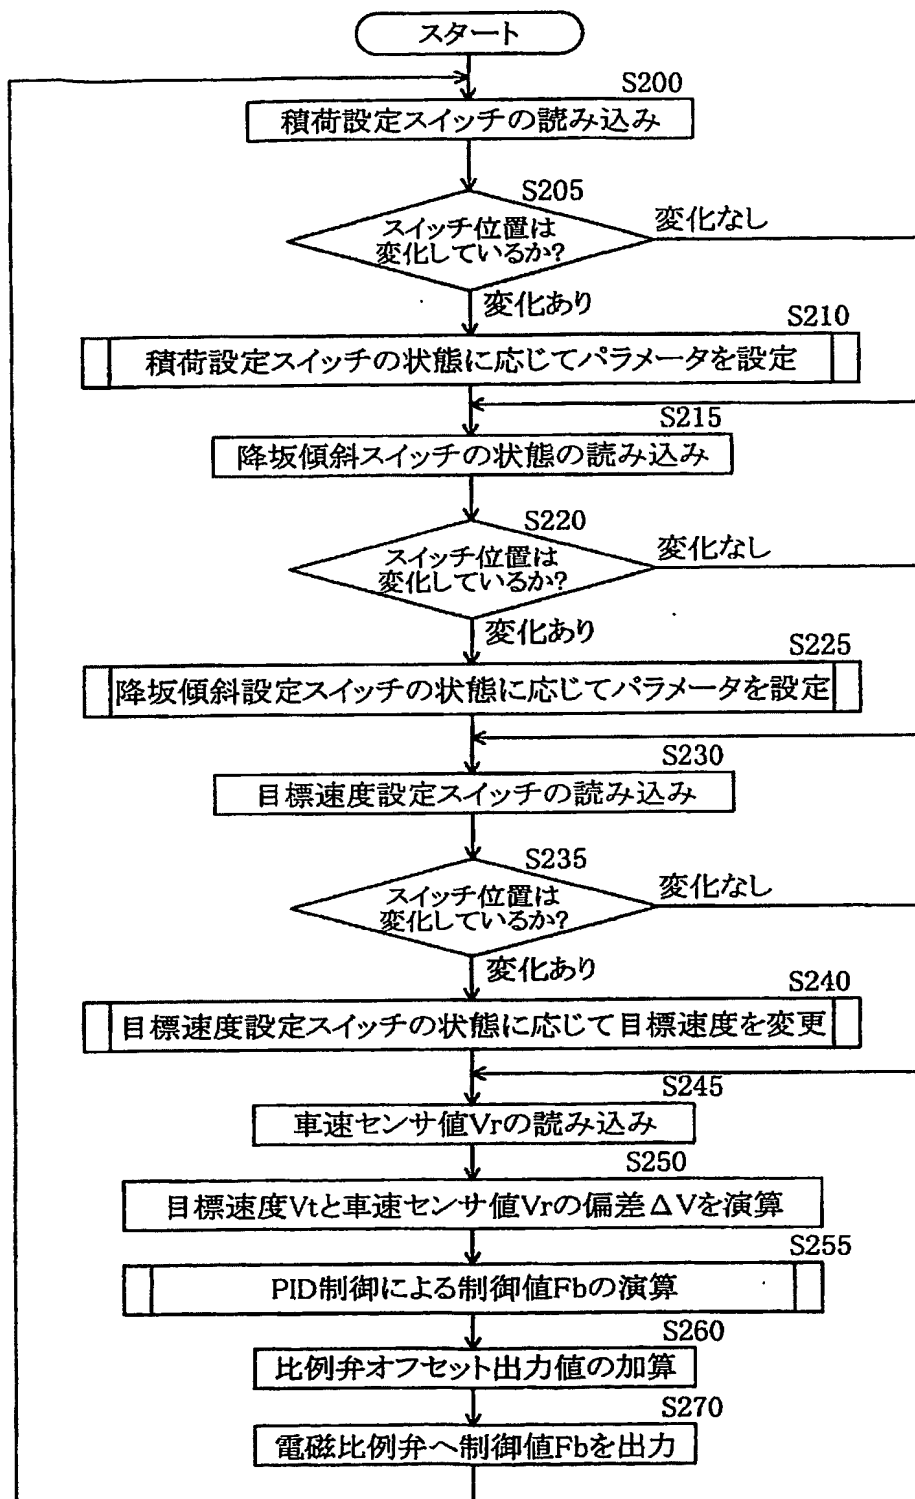 スタート
S200
積荷設定スイッチの読み込み
S205
スイッチ位置は
変化しているか?
変化なし
変化あり
S210
積荷設定スイッチの状態に応じてパラメータを設定
S215
降坂傾斜スイッチの状態の読み込み
S220
スイッチ位置は
変化しているか?
変化なし
変化あり
S225
降坂傾斜設定スイッチの状態に応じてパラメータを設定
S230
目標速度設定スイッチの読み込み
S235
スイッチ位置は
変化しているか?
変化なし
変化あり
S240
目標速度設定スイッチの状態に応じて目標速度を変更
S245
車速センサ値Vrの読み込み
S250
目標速度Vtと車速センサ値Vrの偏差ΔVを演算
S255
PID制御による制御値Fbの演算
S260
比例弁オフセット出力値の加算
S270
電磁比例弁へ制御値Fbを出力